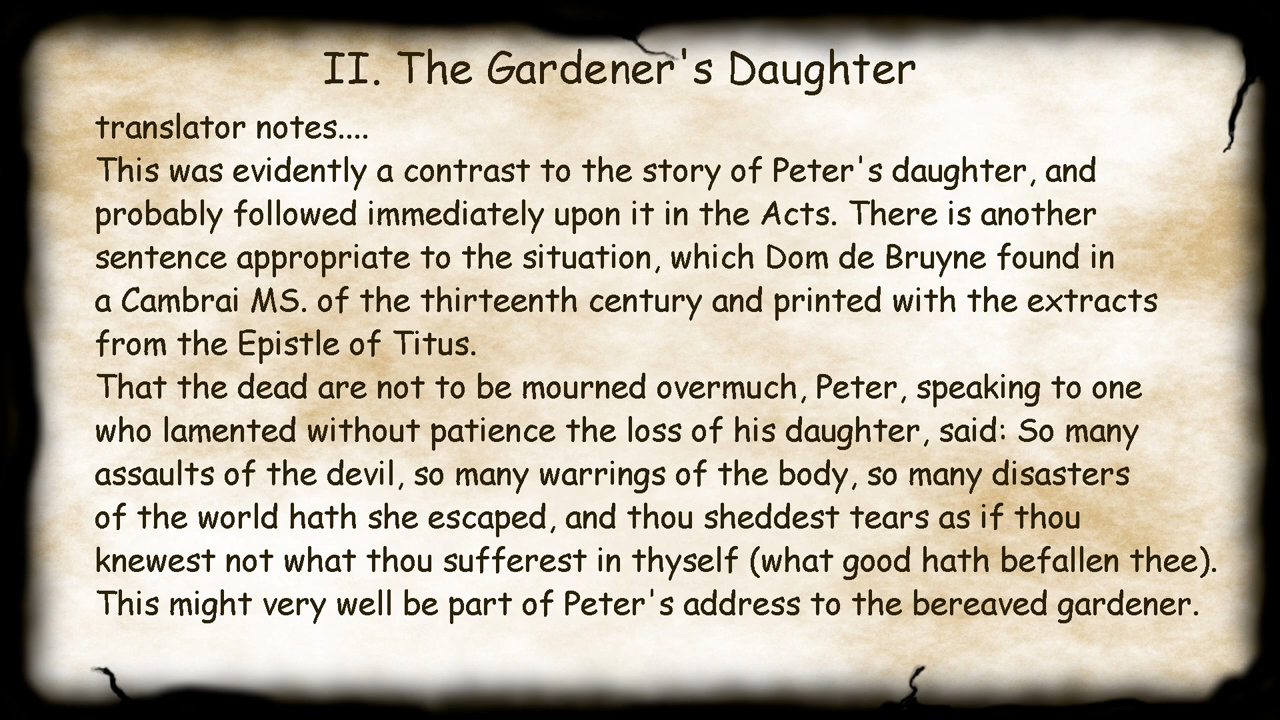 II. The Gardener's Daughter
translator notes....
This was evidently a contrast to the story of Peter's daughter, and
probably followed immediately upon it in the Acts. There is another
sentence appropriate to the situation, which Dom de Bruyne found in
a Cambrai MS. of the thirteenth century and printed with the extracts
from the Epistle of Titus.
That the dead are not to be mourned overmuch, Peter, speaking to one
who lamented without patience the loss of his daughter, said: So many
assaults of the devil, so many warrings of the body, so many disasters
of the world hath she escaped, and thou sheddest tears as if thou
knewest not what thou sufferest in thyself (what good hath befallen thee).
This might very well be part of Peter's address to the bereaved gardener.